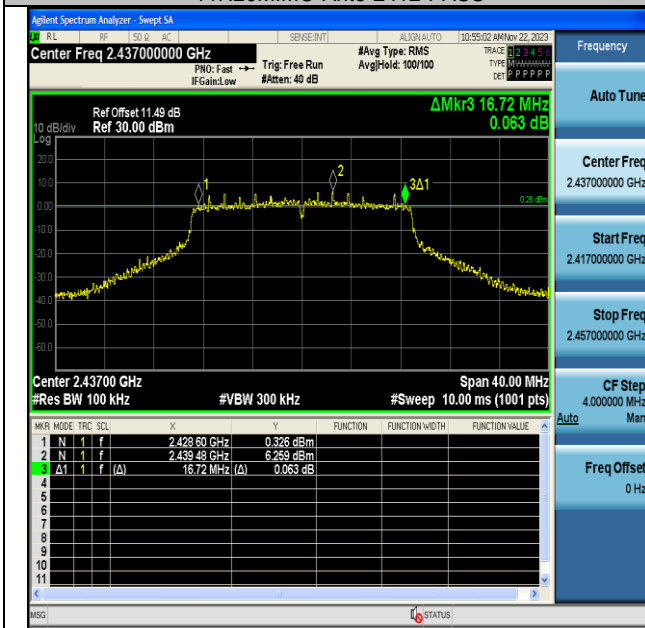 Agilent Spectrum Analyzer - Swept SA
RL RF 50 Ω AC SENSE:INT ALIGN AUTO 10:55:02 AM Nov 22, 2023
Center Freq 2.437000000 GHz #Avg Type: RMS TRACE 1 2 3 4 5 6
PNO: Fast Trig: Free Run Avg|Hold: 100/100 TYPE
IFGain:Low #Atten: 40 dB DET P P P P P P
Frequency
Auto Tune
Center Freq
2.437000000 GHz
Start Freq
2.417000000 GHz
Stop Freq
2.457000000 GHz
CF Step
4.000000 MHz
Auto Man
Freq Offset
0 Hz
ΔMkr3 16.72 MHz
0.063 dB
Ref Offset 11.49 dB
10 dB/div Ref 30.00 dBm
Log
20.0
10.0
0.00
-10.0
-20.0
-30.0
-40.0
-50.0
-60.0
1
2
3Δ1
0.26 dBm
Center 2.43700 GHz Span 40.00 MHz
#Res BW 100 kHz #VBW 300 kHz #Sweep 10.00 ms (1001 pts)
MKR MODE TRC SCL X Y FUNCTION FUNCTION WIDTH FUNCTION VALUE
1 N 1 f 2.428 60 GHz 0.326 dBm
2 N 1 f 2.439 48 GHz 6.259 dBm
3 Δ1 1 f (Δ) 16.72 MHz (Δ) 0.063 dB
4
5
6
7
8
9
10
11
MSG STATUS